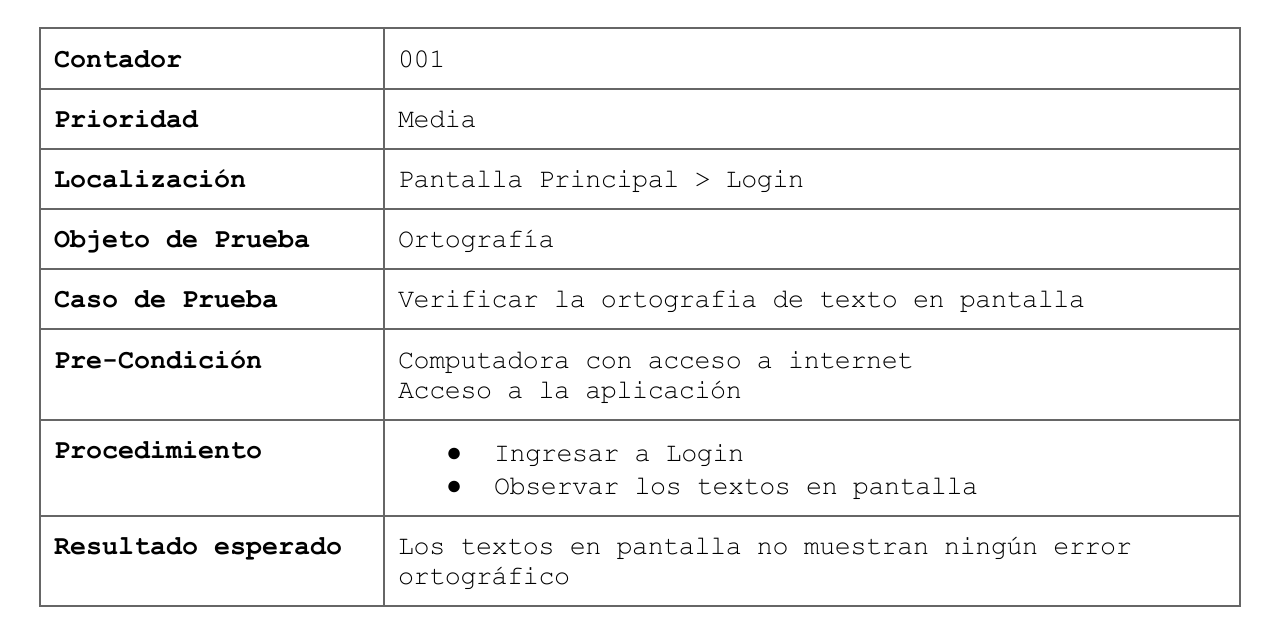 Contador 001
Prioridad Media
Localización Pantalla Principal > Login
Objeto de Prueba Ortografía
Caso de Prueba Verificar la ortografia de texto en pantalla
Pre-Condición Computadora con acceso a internet
Acceso a la aplicación
Procedimiento ● Ingresar a Login
● Observar los textos en pantalla
Resultado esperado Los textos en pantalla no muestran ningún error
ortográfico